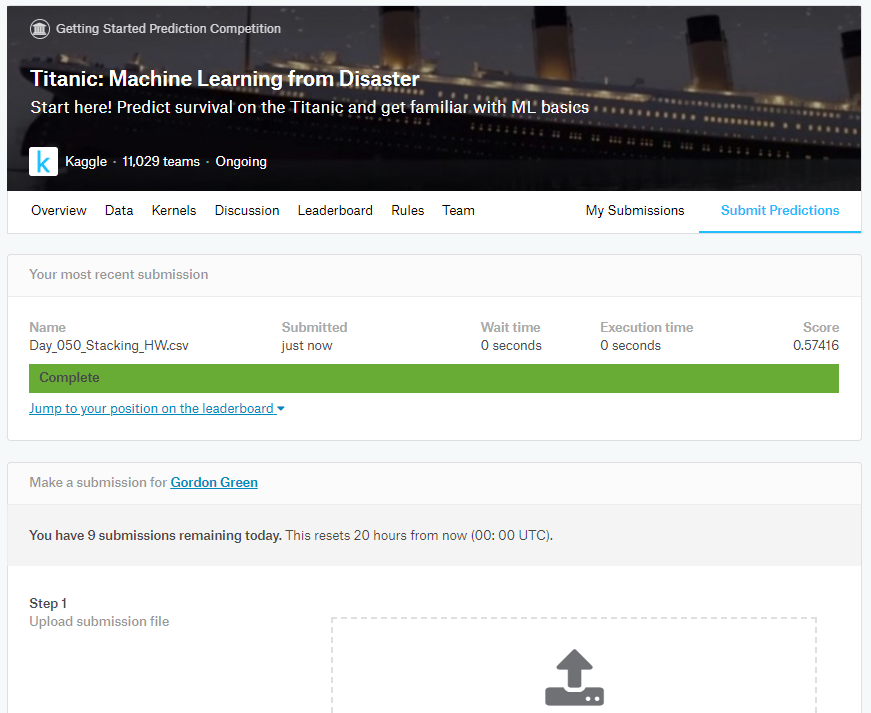 Getting Started Prediction Competition
Titanic: Machine Learning from Disaster
Start here! Predict survival on the Titanic and get familiar with ML basics
k Kaggle · 11,029 teams · Ongoing
Overview Data Kernels Discussion Leaderboard Rules Team My Submissions Submit Predictions
Your most recent submission
Name Submitted Wait time Execution time Score
Day_050_Stacking_HW.csv just now 0 seconds 0 seconds 0.57416
Complete
Jump to your position on the leaderboard
Make a submission for Gordon Green
You have 9 submissions remaining today. This resets 20 hours from now (00: 00 UTC).
Step 1
Upload submission file